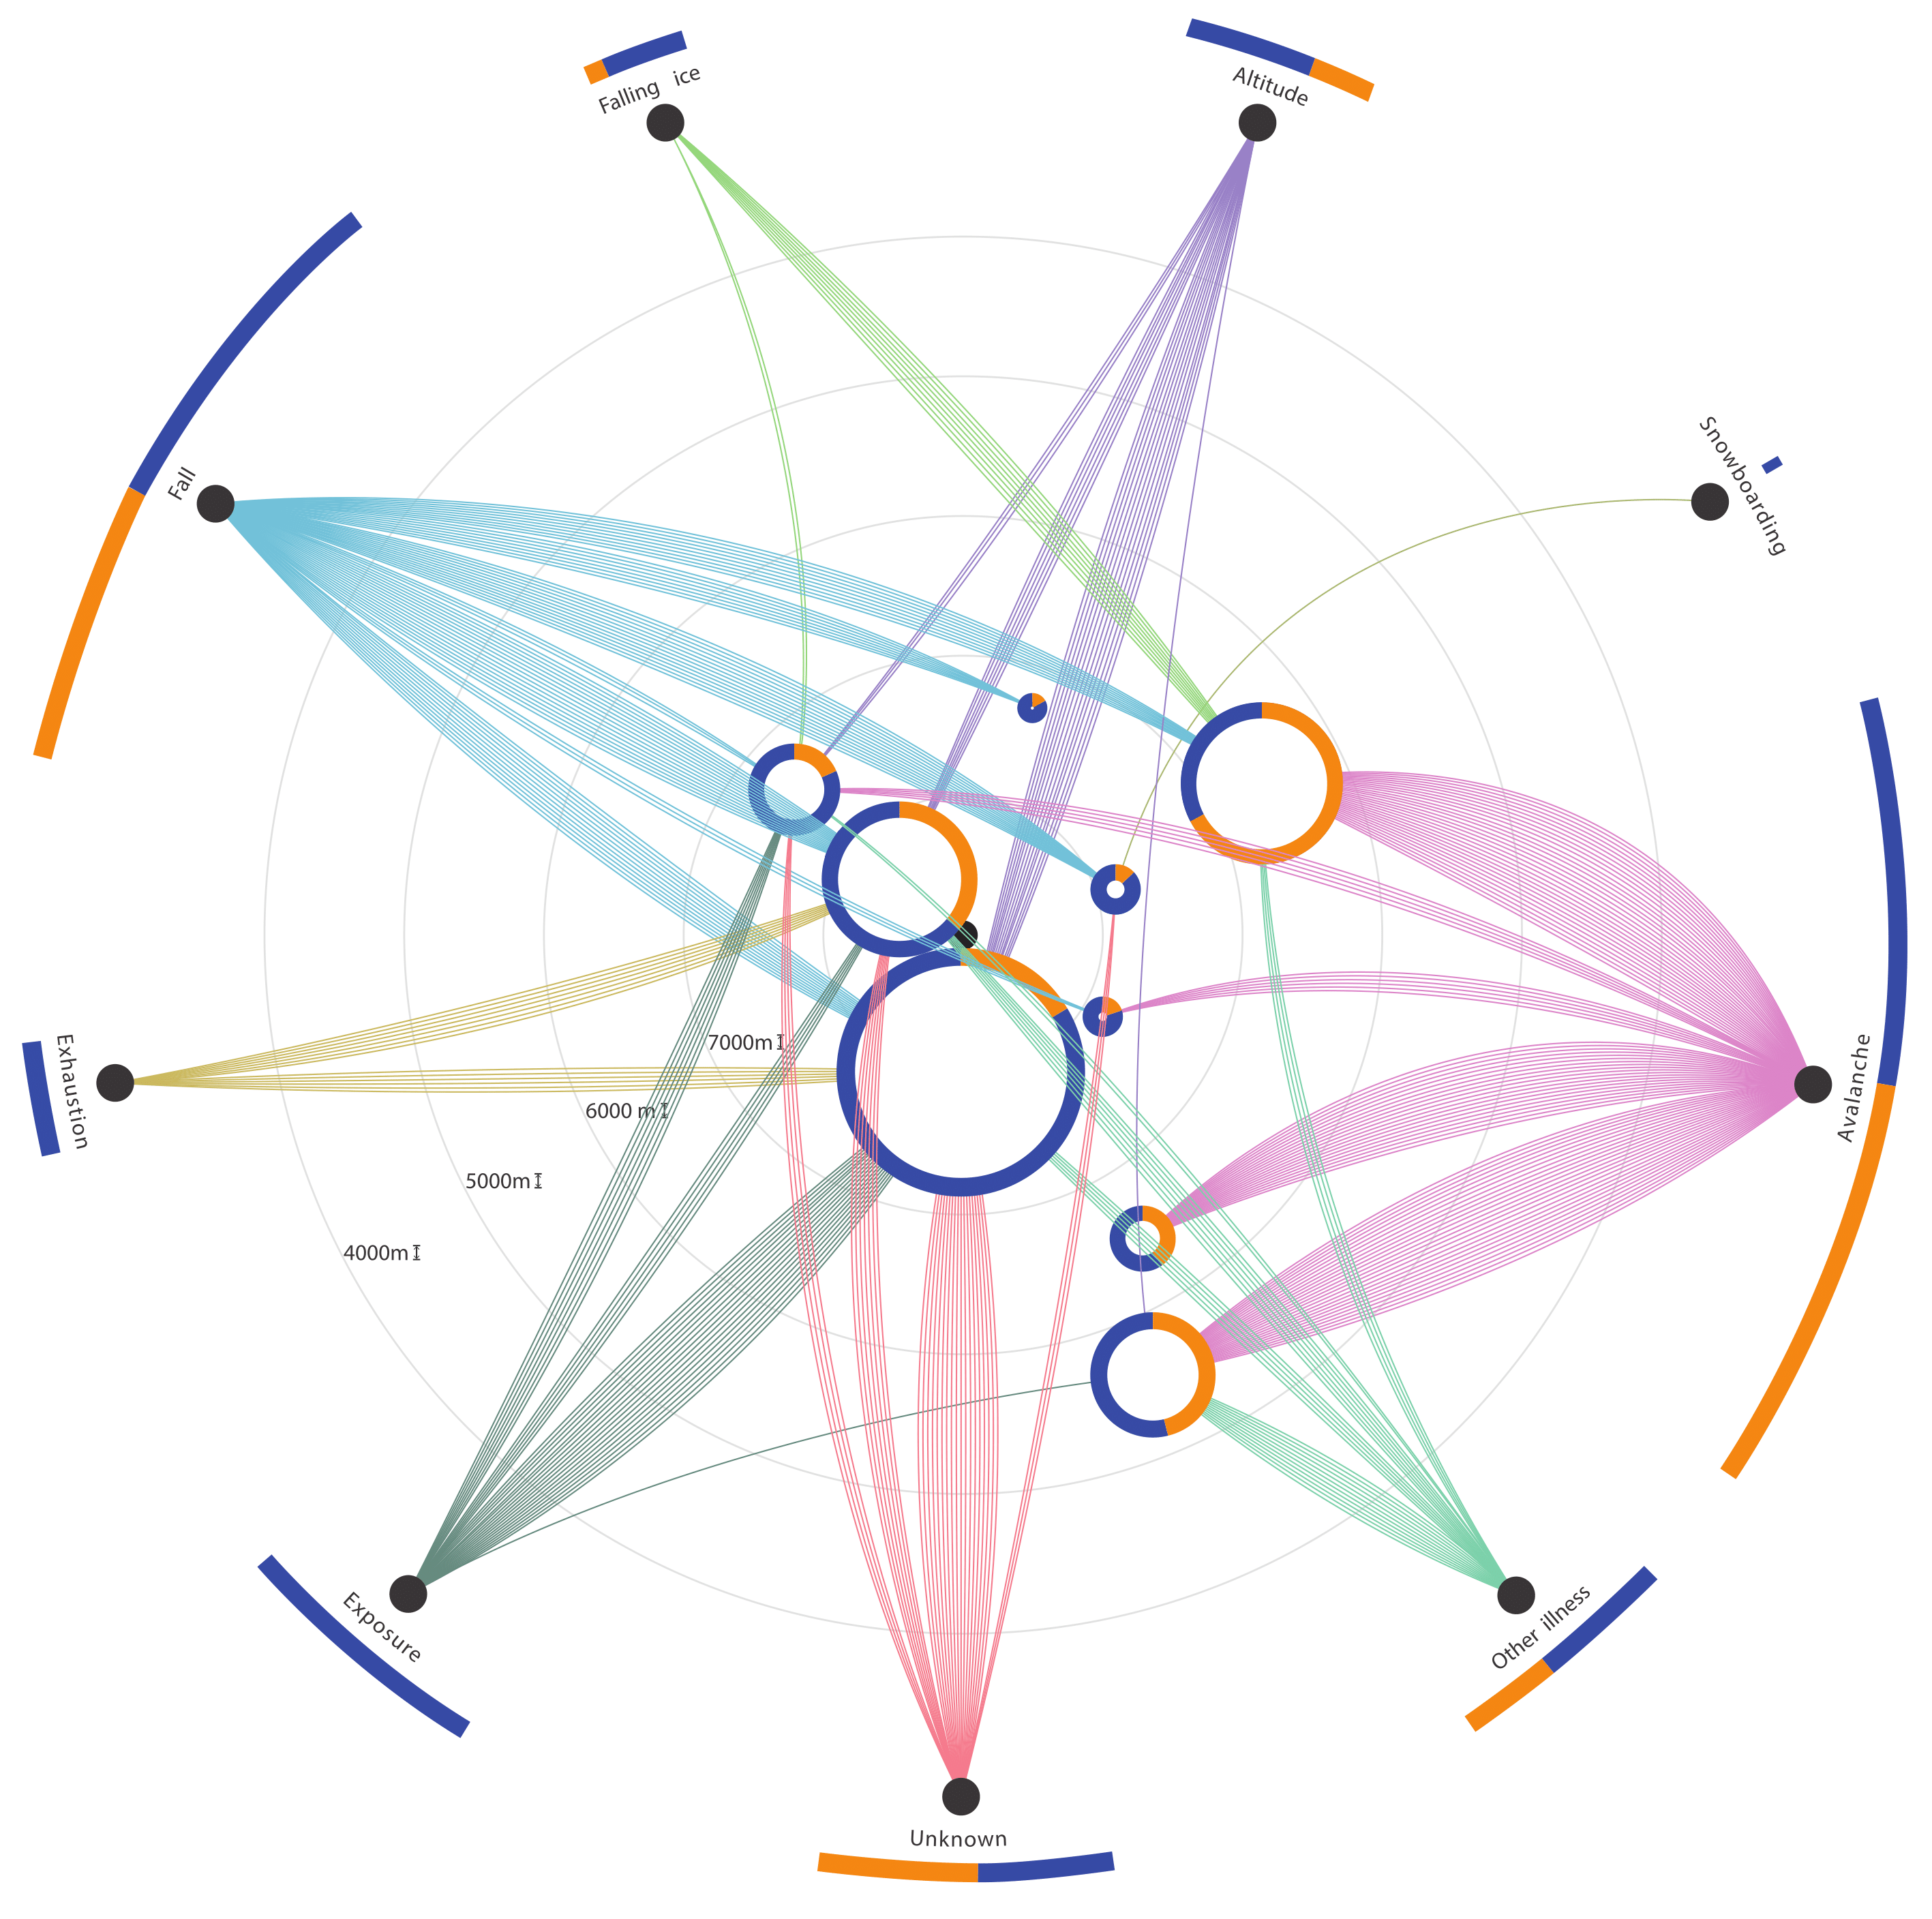 Falling ice
Altitude
Fall
Snowboarding
Exhaustion
Avalanche
7000m
6000 m
5000m
4000m
Exposure
Other illness
Unknown